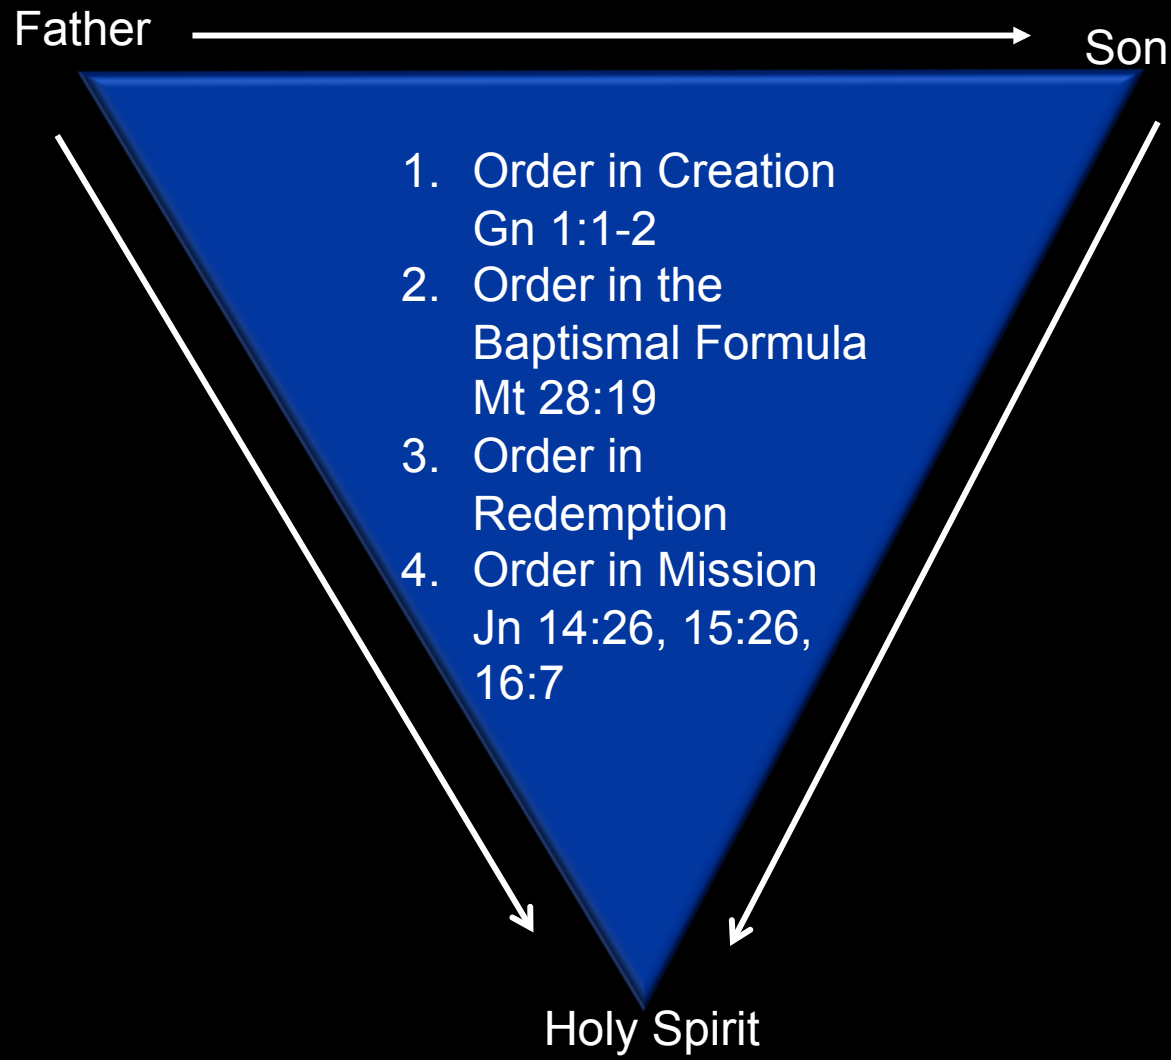 Father
Son
1. Order in Creation
Gn 1:1-2
2. Order in the
Baptismal Formula
Mt 28:19
3. Order in
Redemption
4. Order in Mission
Jn 14:26, 15:26,
16:7
Holy Spirit